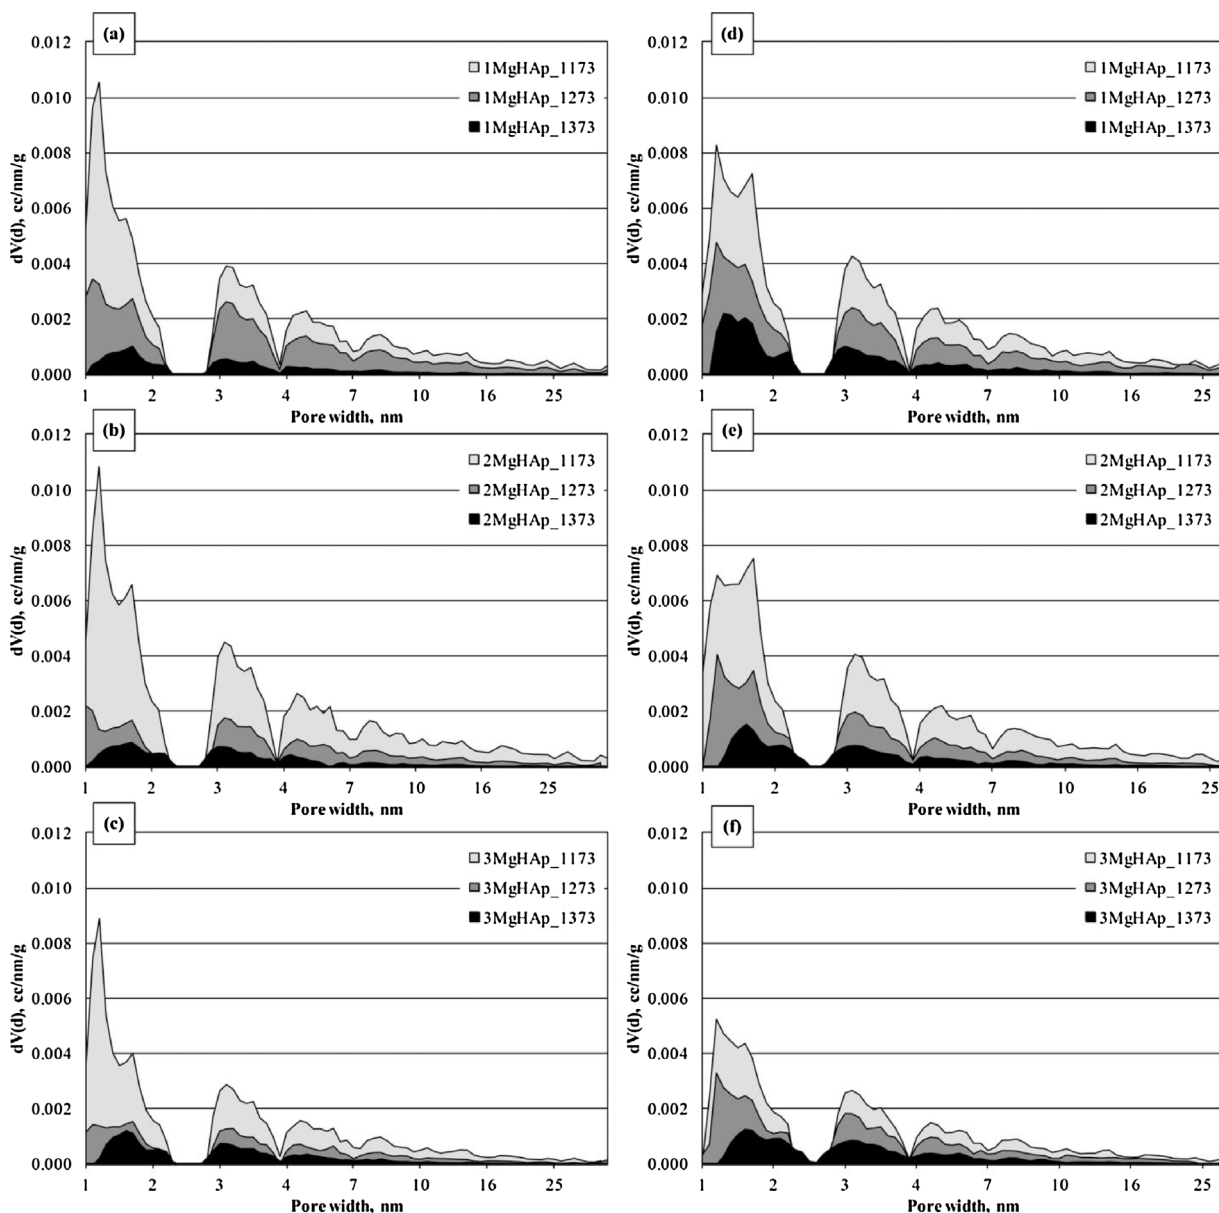 (a)
dV(d), cc/nm/g
0.012
0.010
0.008
0.006
0.004
0.002
0.000
1MgHAp_1173
1MgHAp_1273
1MgHAp_1373
1 2 3 4 7 10 16 25
Pore width, nm
(d)
dV(d), cc/nm/g
0.012
0.010
0.008
0.006
0.004
0.002
0.000
1MgHAp_1173
1MgHAp_1273
1MgHAp_1373
1 2 3 4 7 10 16 25
Pore width, nm
(b)
dV(d), cc/nm/g
0.012
0.010
0.008
0.006
0.004
0.002
0.000
2MgHAp_1173
2MgHAp_1273
2MgHAp_1373
1 2 3 4 7 10 16 25
Pore width, nm
(e)
dV(d), cc/nm/g
0.012
0.010
0.008
0.006
0.004
0.002
0.000
2MgHAp_1173
2MgHAp_1273
2MgHAp_1373
1 2 3 4 7 10 16 25
Pore width, nm
(c)
dV(d), cc/nm/g
0.012
0.010
0.008
0.006
0.004
0.002
0.000
3MgHAp_1173
3MgHAp_1273
3MgHAp_1373
1 2 3 4 7 10 16 25
Pore width, nm
(f)
dV(d), cc/nm/g
0.012
0.010
0.008
0.006
0.004
0.002
0.000
3MgHAp_1173
3MgHAp_1273
3MgHAp_1373
1 2 3 4 7 10 16 25
Pore width, nm